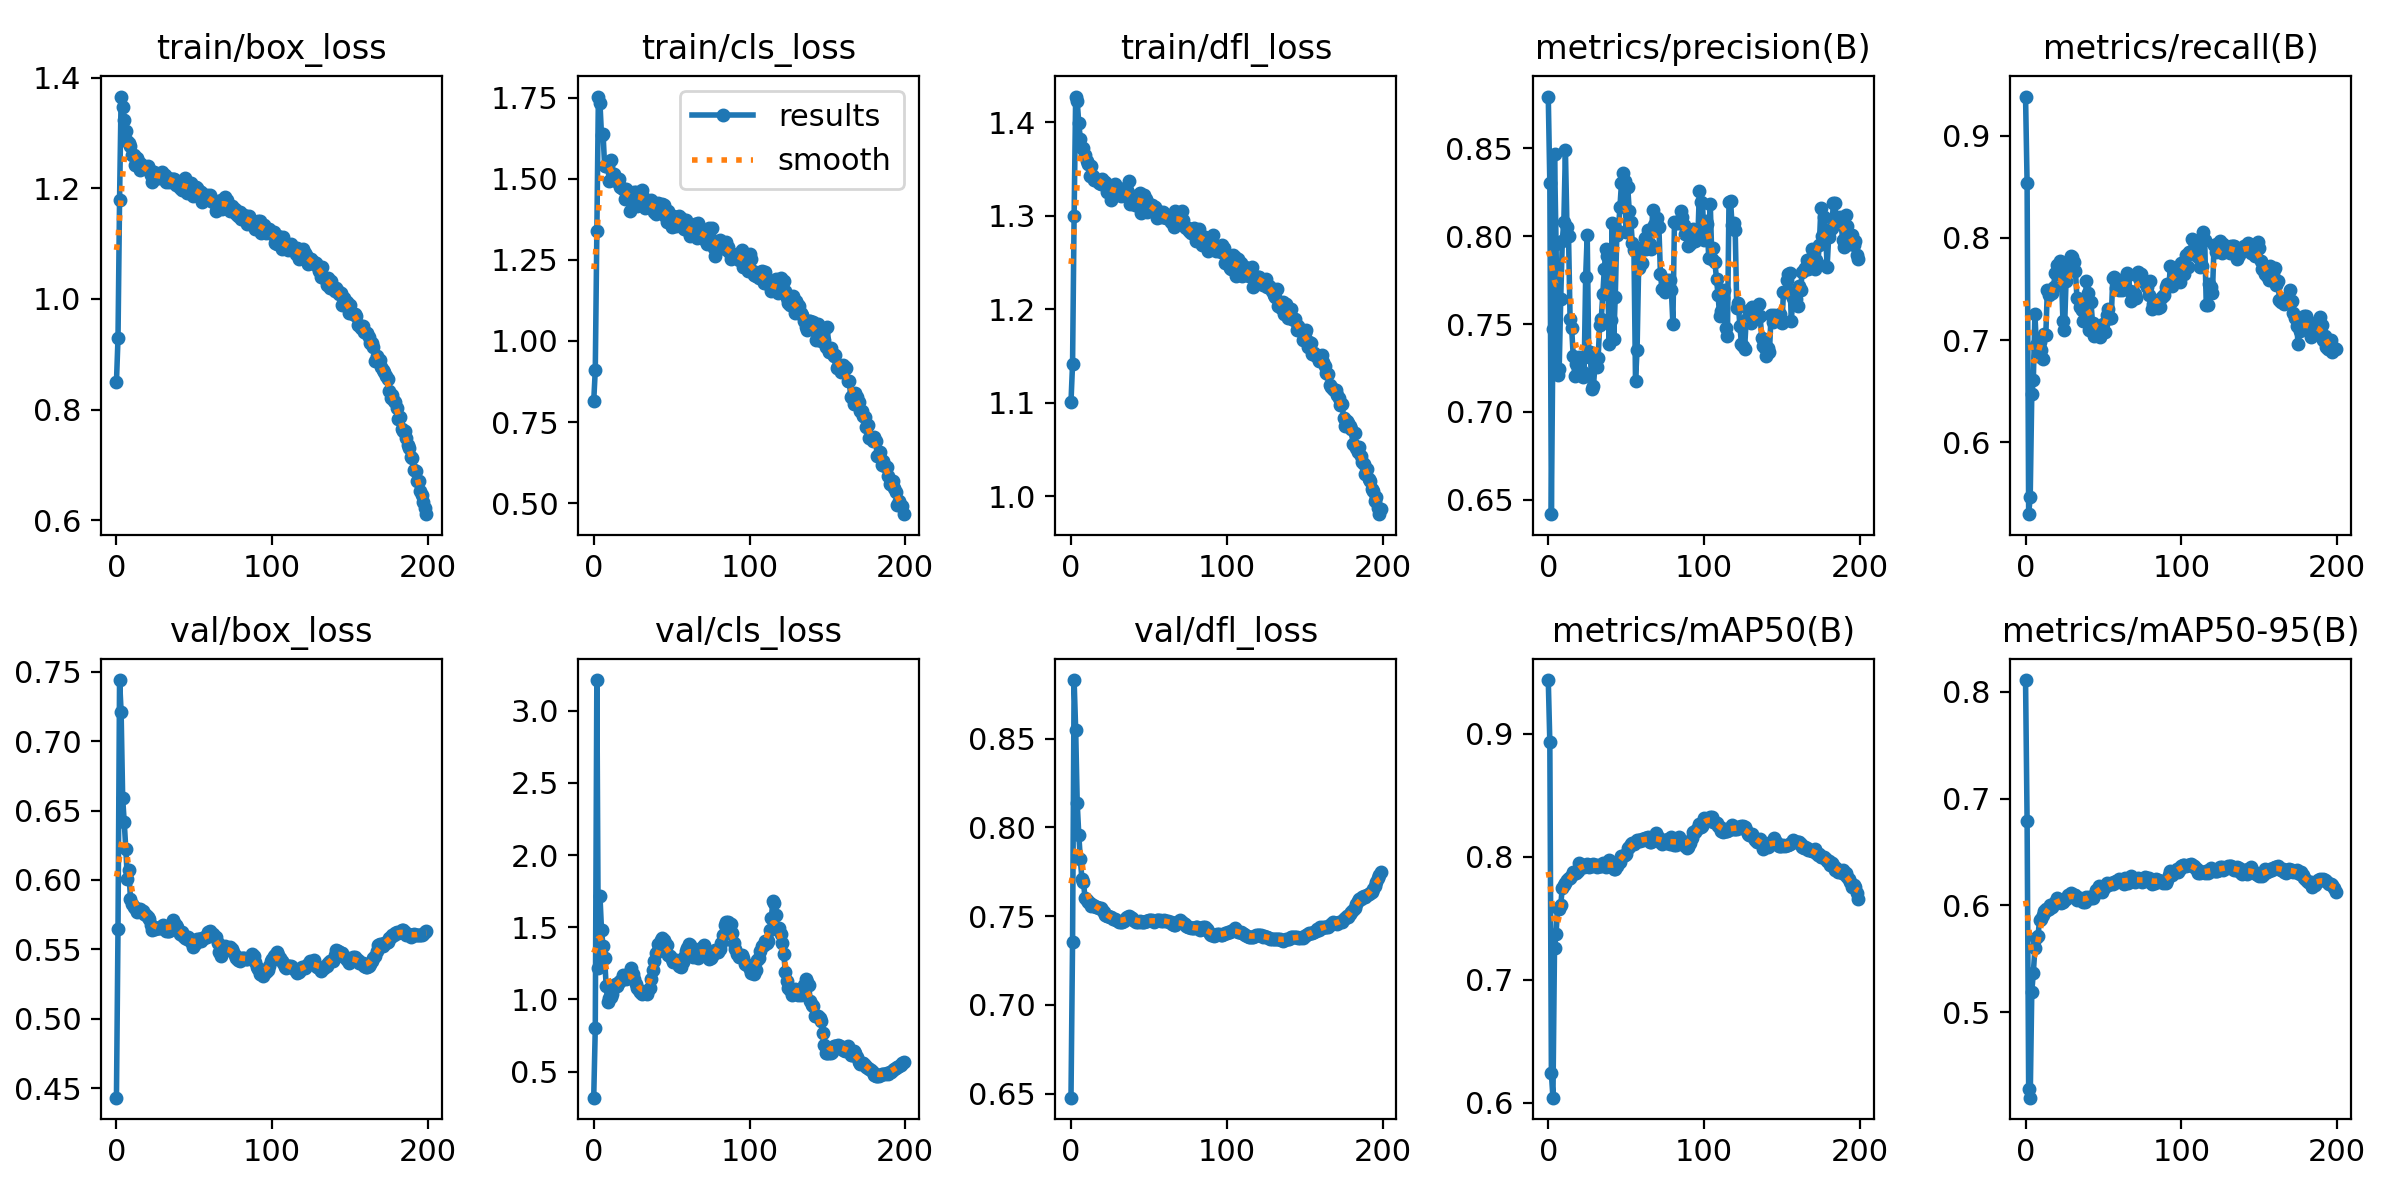 train/box_loss
1.4
1.2
1.0
0.8
0.6
0 100 200
train/cls_loss
results
smooth
1.75
1.50
1.25
1.00
0.75
0.50
0 100 200
train/dfl_loss
1.4
1.3
1.2
1.1
1.0
0 100 200
metrics/precision(B)
0.85
0.80
0.75
0.70
0.65
0 100 200
metrics/recall(B)
0.9
0.8
0.7
0.6
0 100 200
val/box_loss
0.75
0.70
0.65
0.60
0.55
0.50
0.45
0 100 200
val/cls_loss
3.0
2.5
2.0
1.5
1.0
0.5
0 100 200
val/dfl_loss
0.85
0.80
0.75
0.70
0.65
0 100 200
metrics/mAP50(B)
0.9
0.8
0.7
0.6
0 100 200
metrics/mAP50-95(B)
0.8
0.7
0.6
0.5
0 100 200